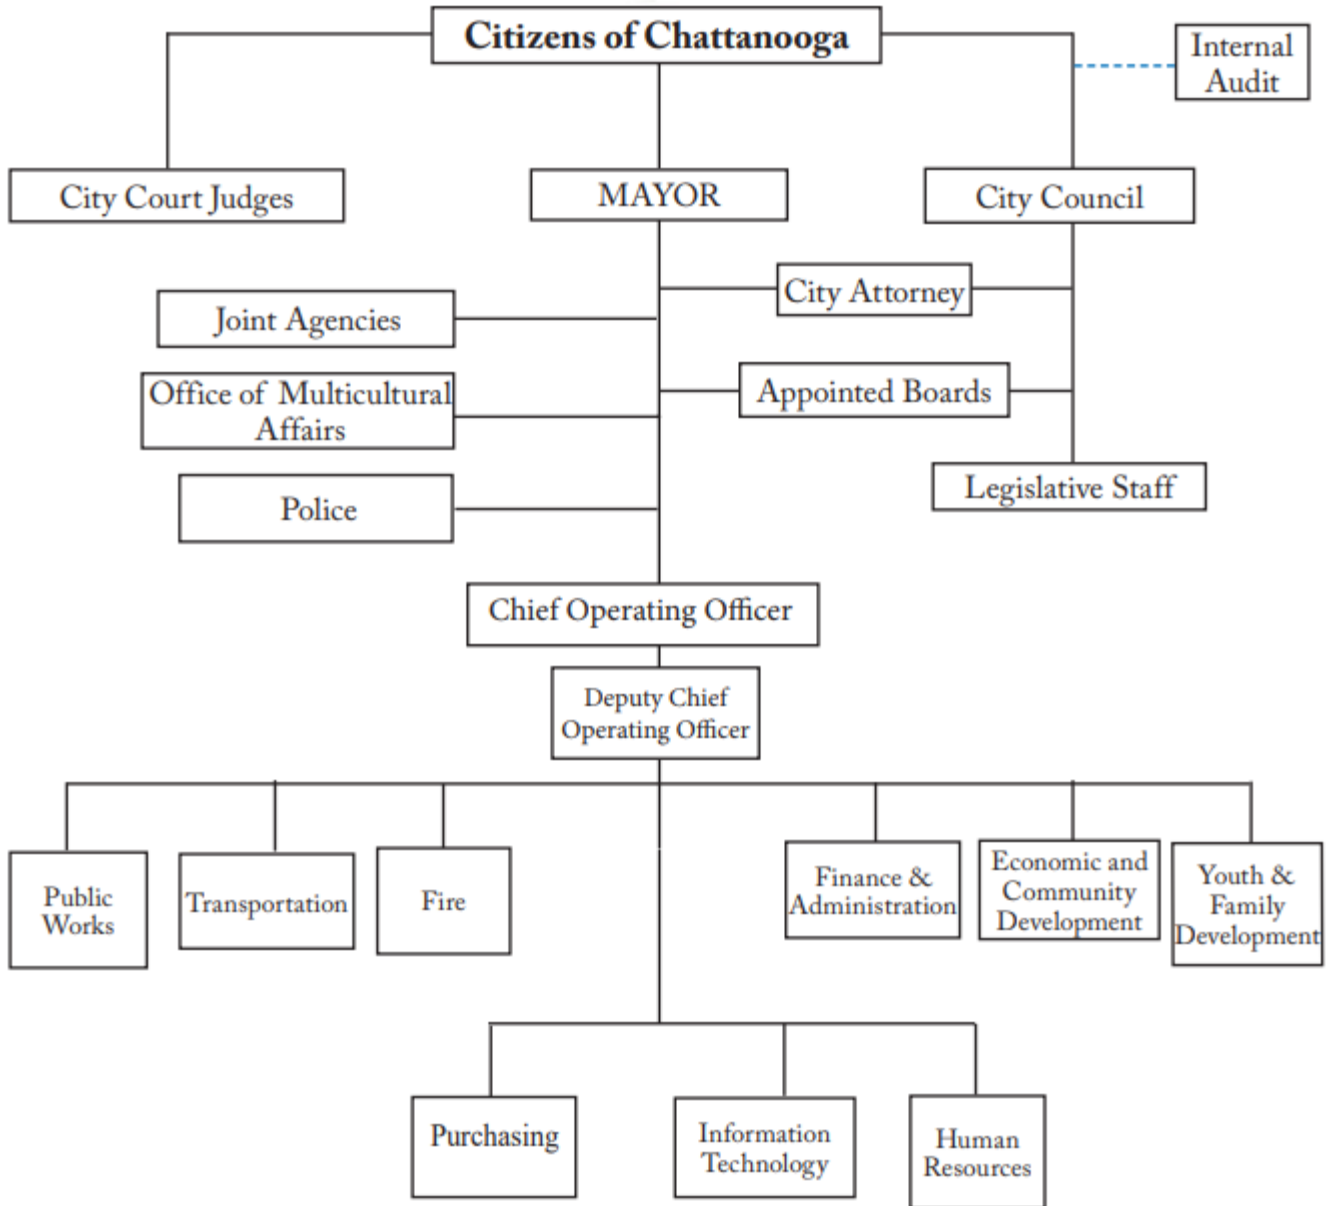 Citizens of Chattanooga
Internal
Audit
City Court Judges
MAYOR
City Council
City Attorney
Joint Agencies
Office of Multicultural
Affairs
Appointed Boards
Police
Legislative Staff
Chief Operating Officer
Deputy Chief
Operating Officer
Public
Works
Transportation
Fire
Finance &
Administration
Economic and
Community
Development
Youth &
Family
Development
Purchasing
Information
Technology
Human
Resources